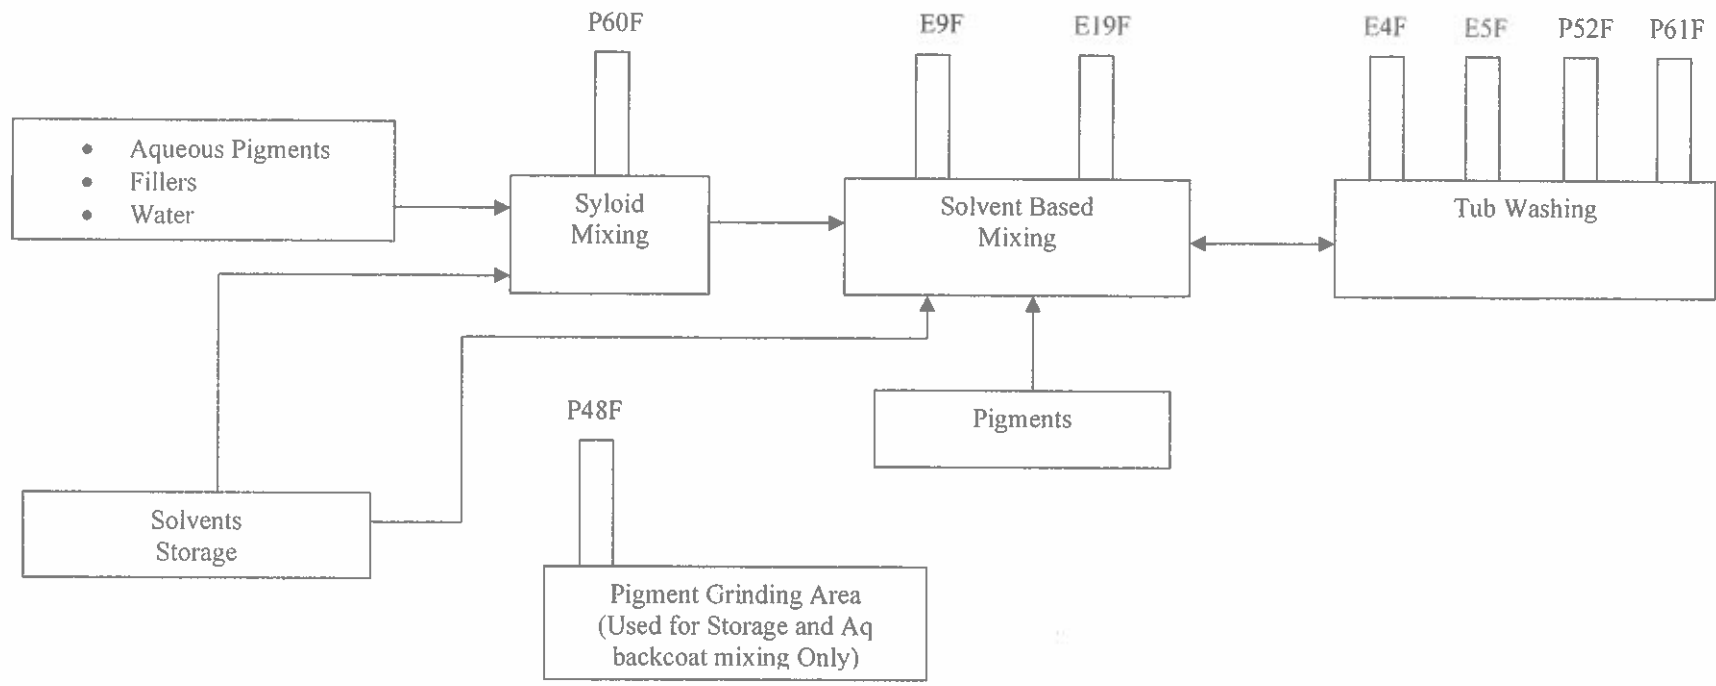 P60F
E9F
E19F
E4F
E5F
P52F
P61F
• Aqueous Pigments
• Fillers
• Water
Syloid
Mixing
Solvent Based
Mixing
Tub Washing
Pigments
P48F
Solvents
Storage
Pigment Grinding Area
(Used for Storage and Aq
backcoat mixing Only)